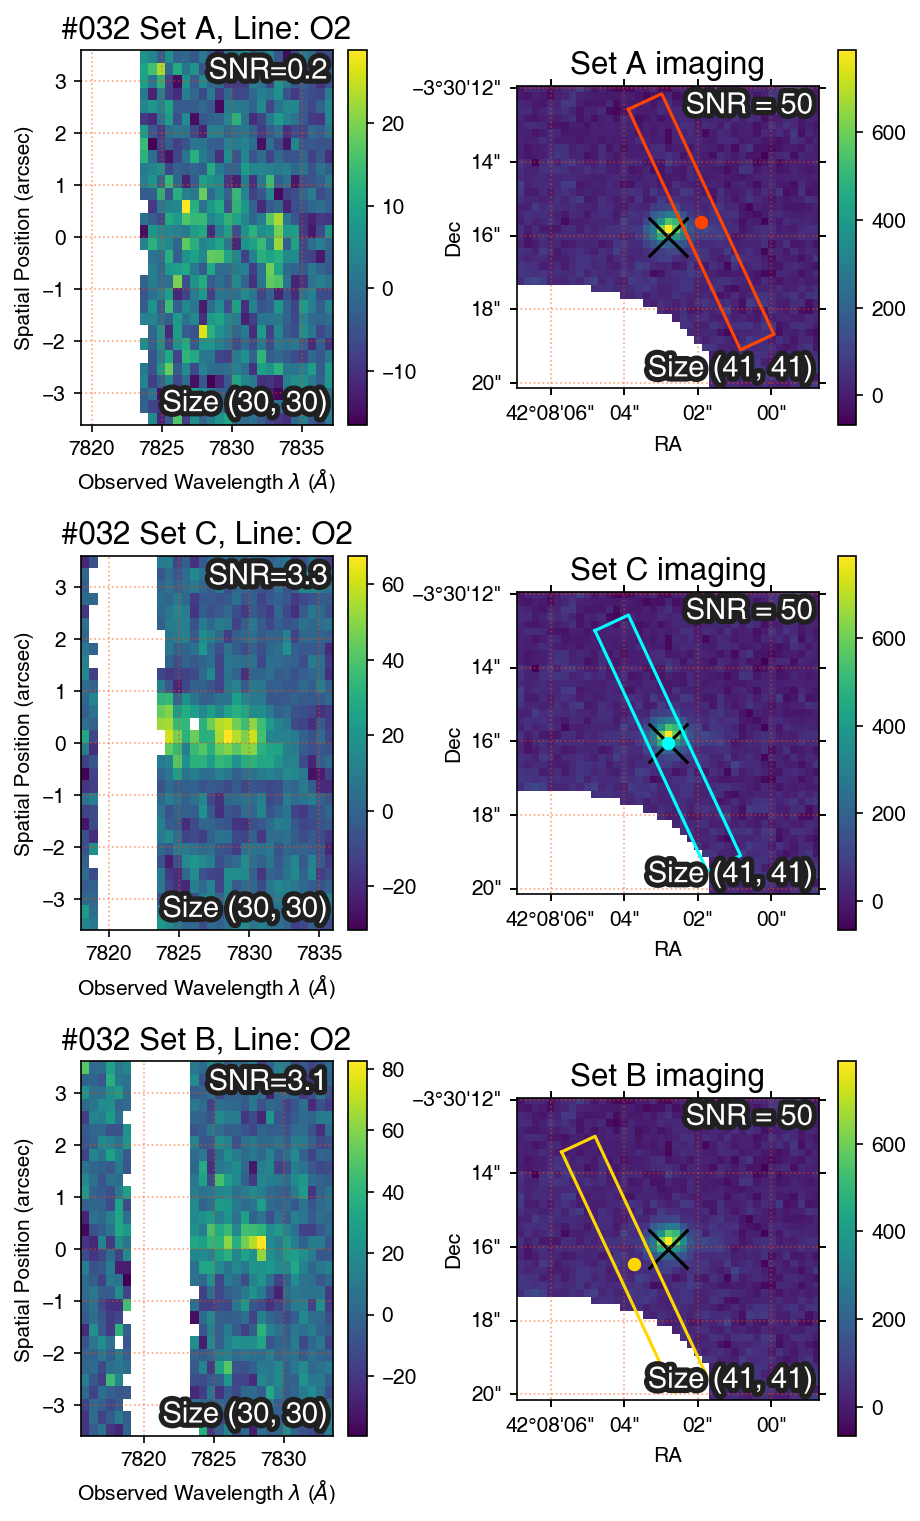 #032 Set A, Line: O2
SNR=0.2
Size (30, 30)
Spatial Position (arcsec)
3
2
1
0
−1
−2
−3
7820 7825 7830 7835
Observed Wavelength λ (Å)
20
10
0
−10
Set A imaging
SNR = 50
Size (41, 41)
Dec
−3°30'12"
14"
16"
18"
20"
42°08'06" 04" 02" 00"
RA
600
400
200
0
#032 Set C, Line: O2
SNR=3.3
Size (30, 30)
Spatial Position (arcsec)
3
2
1
0
−1
−2
−3
7820 7825 7830 7835
Observed Wavelength λ (Å)
60
40
20
0
−20
Set C imaging
SNR = 50
Size (41, 41)
Dec
−3°30'12"
14"
16"
18"
20"
42°08'06" 04" 02" 00"
RA
600
400
200
0
#032 Set B, Line: O2
SNR=3.1
Size (30, 30)
Spatial Position (arcsec)
3
2
1
0
−1
−2
−3
7820 7825 7830
Observed Wavelength λ (Å)
80
60
40
20
0
−20
Set B imaging
SNR = 50
Size (41, 41)
Dec
−3°30'12"
14"
16"
18"
20"
42°08'06" 04" 02" 00"
RA
600
400
200
0